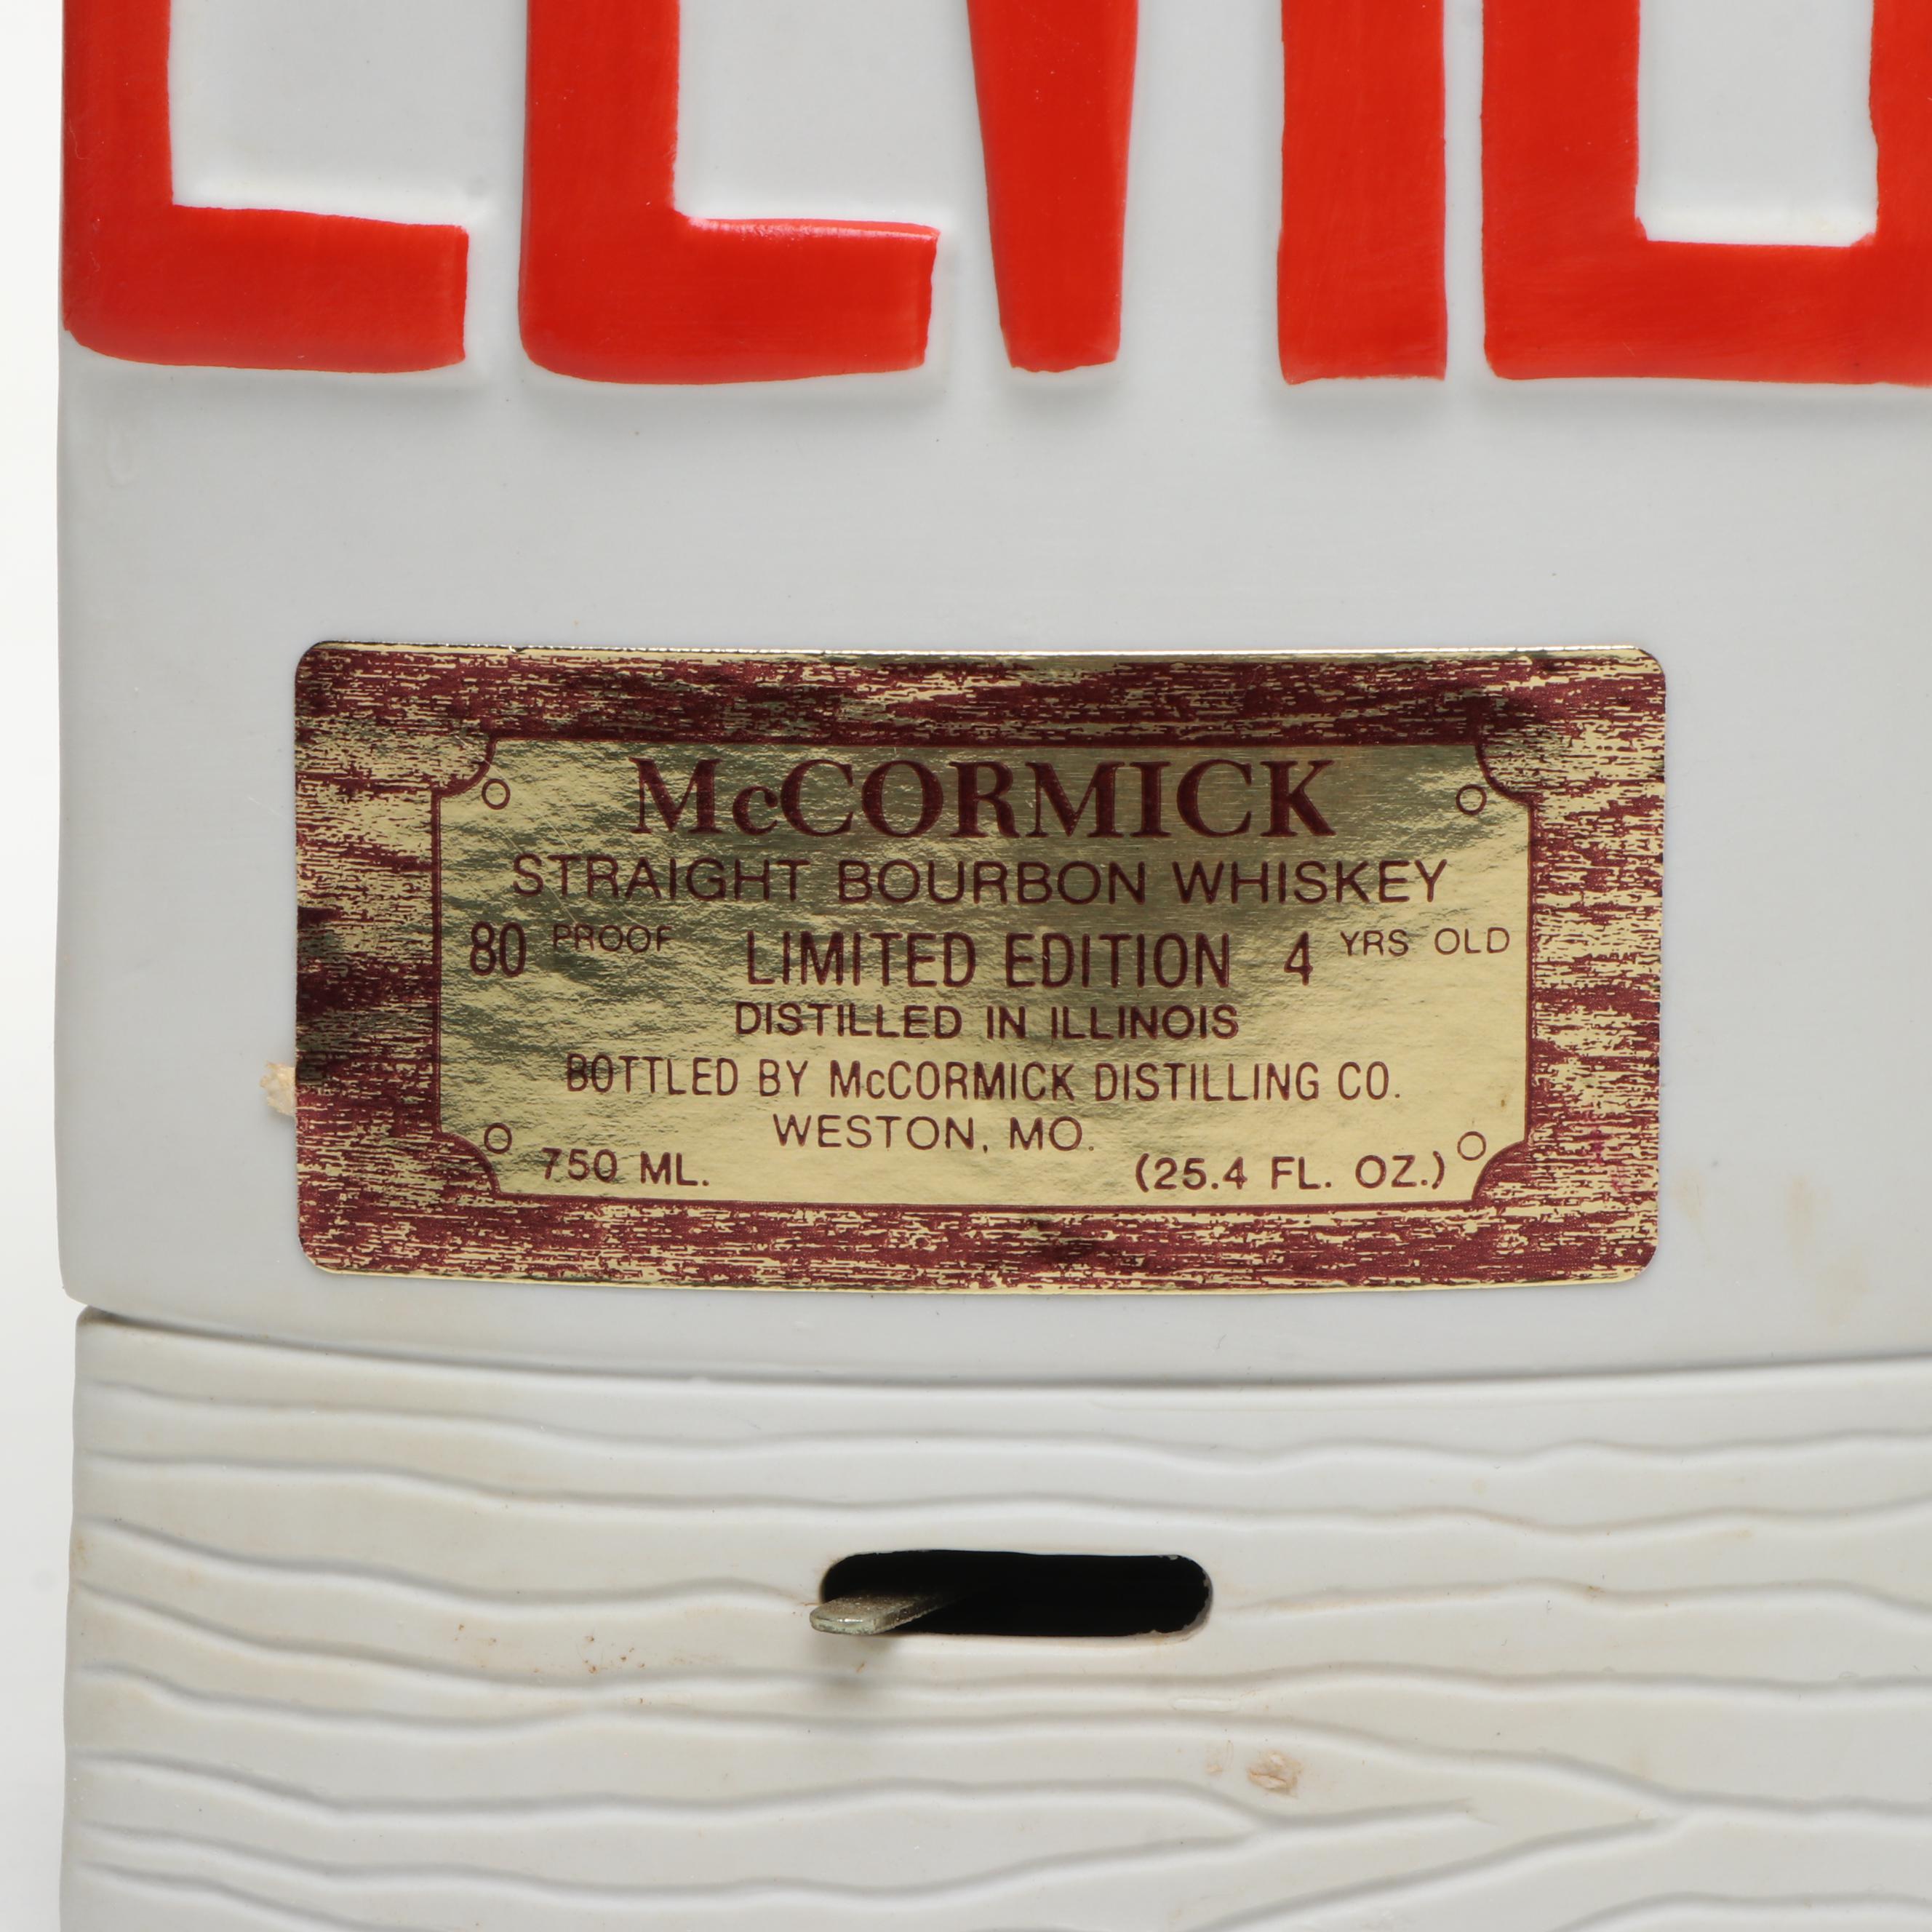 ELVIS
McCORMICK
STRAIGHT BOURBON WHISKEY
80 PROOF LIMITED EDITION 4 YRS OLD
DISTILLED IN ILLINOIS
BOTTLED BY McCORMICK DISTILLING CO.
WESTON, MO.
750 ML. (25.4 FL. OZ.)